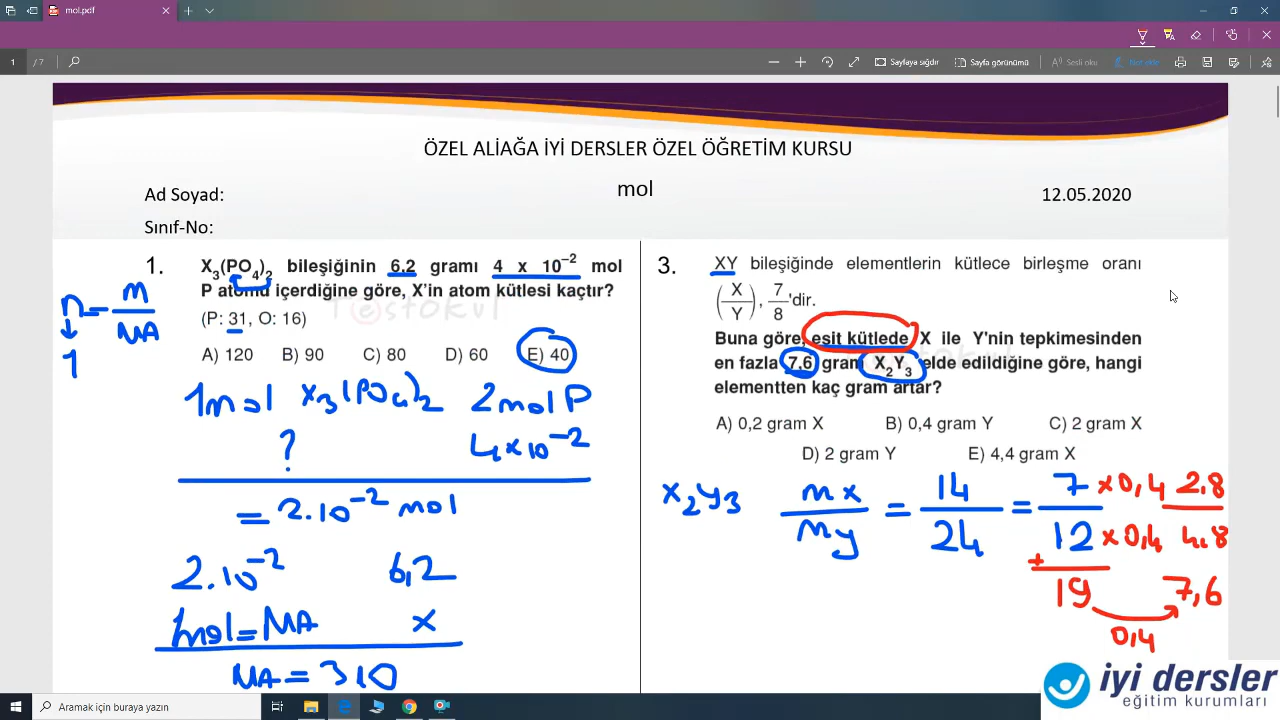 mol.pdf
1 /7
Sayfaya sığdır
Sayfa görünümü
Sesli oku
ÖZEL ALİAĞA İYİ DERSLER ÖZEL ÖĞRETİM KURSU
mol
Ad Soyad:
12.05.2020
Sınıf-No:
1. X3(PO4)2 bileşiğinin 6.2 gramı 4 x 10⁻² mol
P atomu içerdiğine göre, X'in atom kütlesi kaçtır?
(P: 31, O: 16)
A) 120 B) 90 C) 80 D) 60 E) 40
n = m/MA
1
1mol X3(PO4)2 2molP
? 4x10⁻²
= 2.10⁻² mol
2.10⁻² 6,2
1mol=MA X
MA = 310
3. XY bileşiğinde elementlerin kütlece birleşme oranı
(X/Y), 7/8'dir.
Buna göre, eşit kütlede X ile Y'nin tepkimesinden
en fazla 7,6 gram X2Y3 elde edildiğine göre, hangi
elementten kaç gram artar?
A) 0,2 gram X B) 0,4 gram Y C) 2 gram X
D) 2 gram Y E) 4,4 gram X
X2Y3 mx/my = 14/24 = 7/12 x0,4 2.8
x0,4 4.8
+ 19 7,6
0,4
iyi dersler
eğitim kurumları
Aramak için buraya yazın